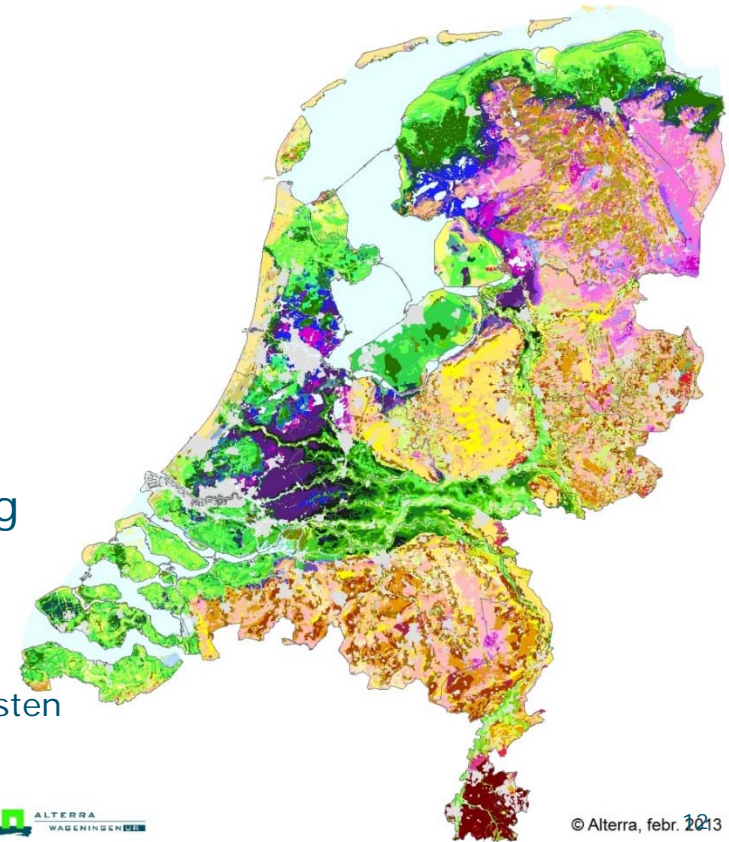 g
sten
ALTERRA
WAGENINGEN UR
© Alterra, febr. 2013
12